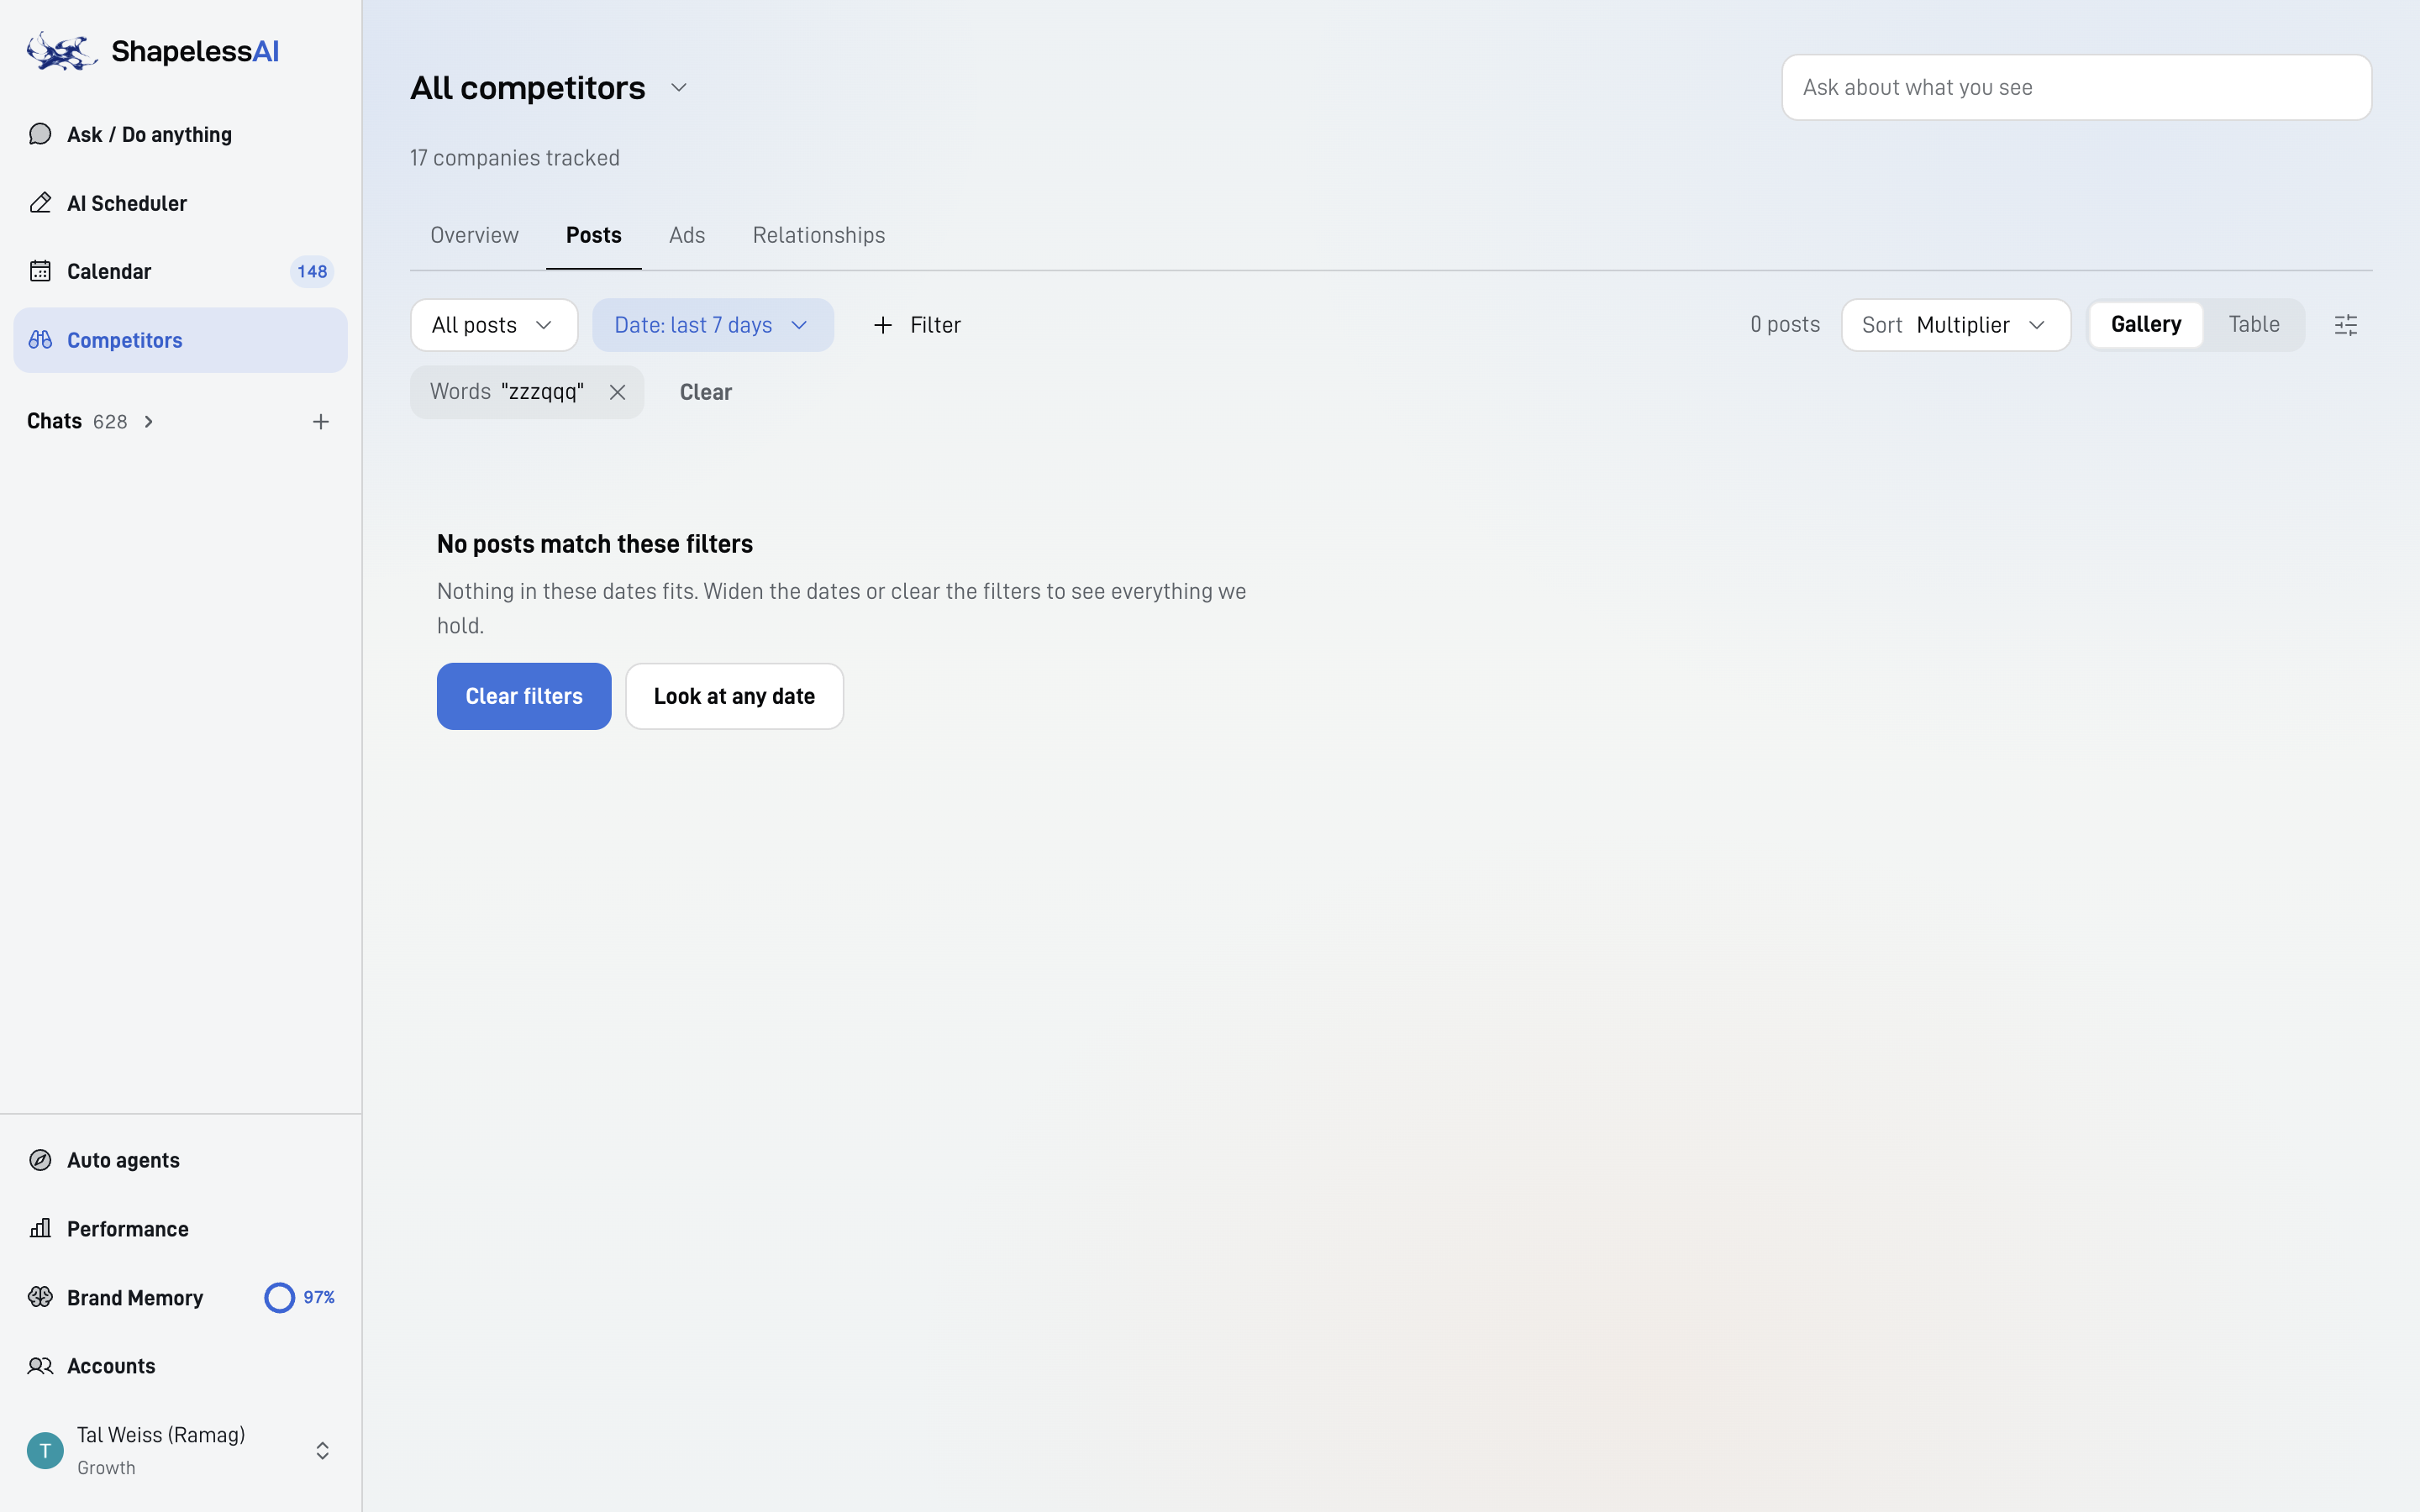 ShapelessAI
Ask / Do anything
AI Scheduler
Calendar 148
Competitors
Chats 628
Auto agents
Performance
Brand Memory 97%
Accounts
T
Tal Weiss (Ramag)
Growth
All competitors
Ask about what you see
17 companies tracked
Overview Posts Ads Relationships
All posts Date: last 7 days + Filter 0 posts Sort Multiplier Gallery Table
Words "zzzqqq" Clear
No posts match these filters
Nothing in these dates fits. Widen the dates or clear the filters to see everything we
hold.
Clear filters Look at any date